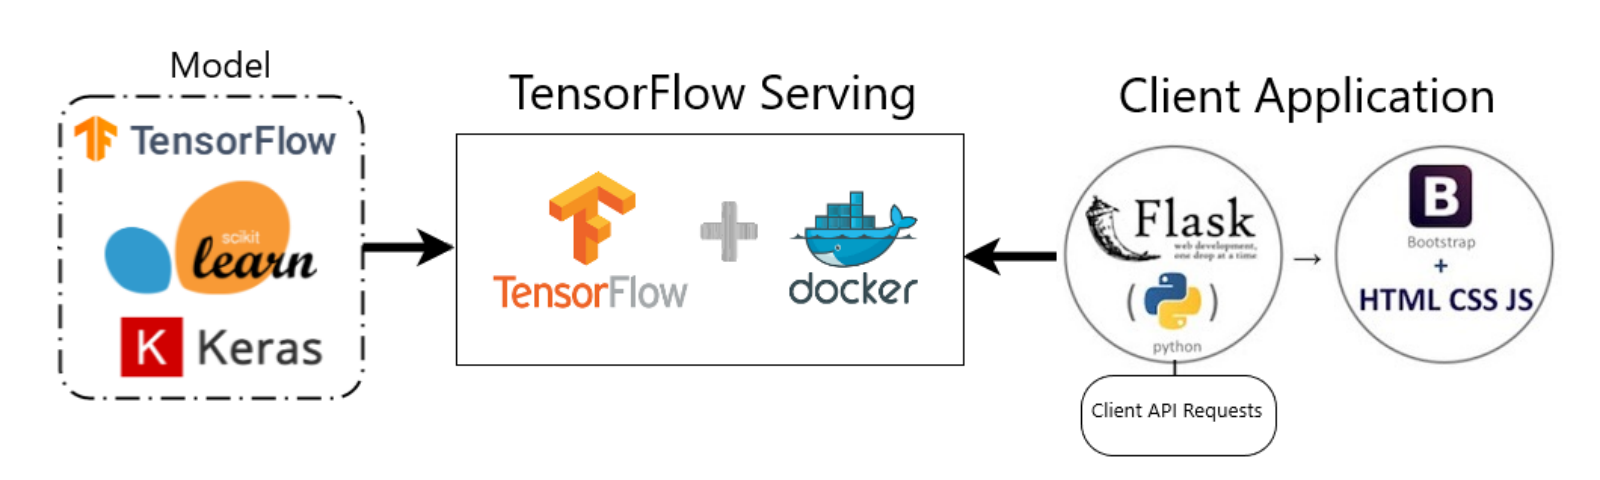 Model
TensorFlow
scikit
learn
K Keras
TensorFlow Serving
TensorFlow
docker
Client Application
Flask
web development,
one drop at a time
( )
python
Client API Requests
→
B
Bootstrap
+
HTML CSS JS